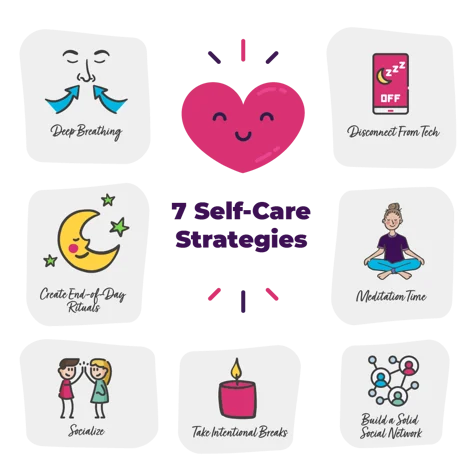 Deep Breathing
zzz
OFF
Disconnect From Tech
7 Self-Care
Strategies
Create End-of-Day
Rituals
Meditation Time
Socialize
Take Intentional Breaks
Build a Solid
Social Network